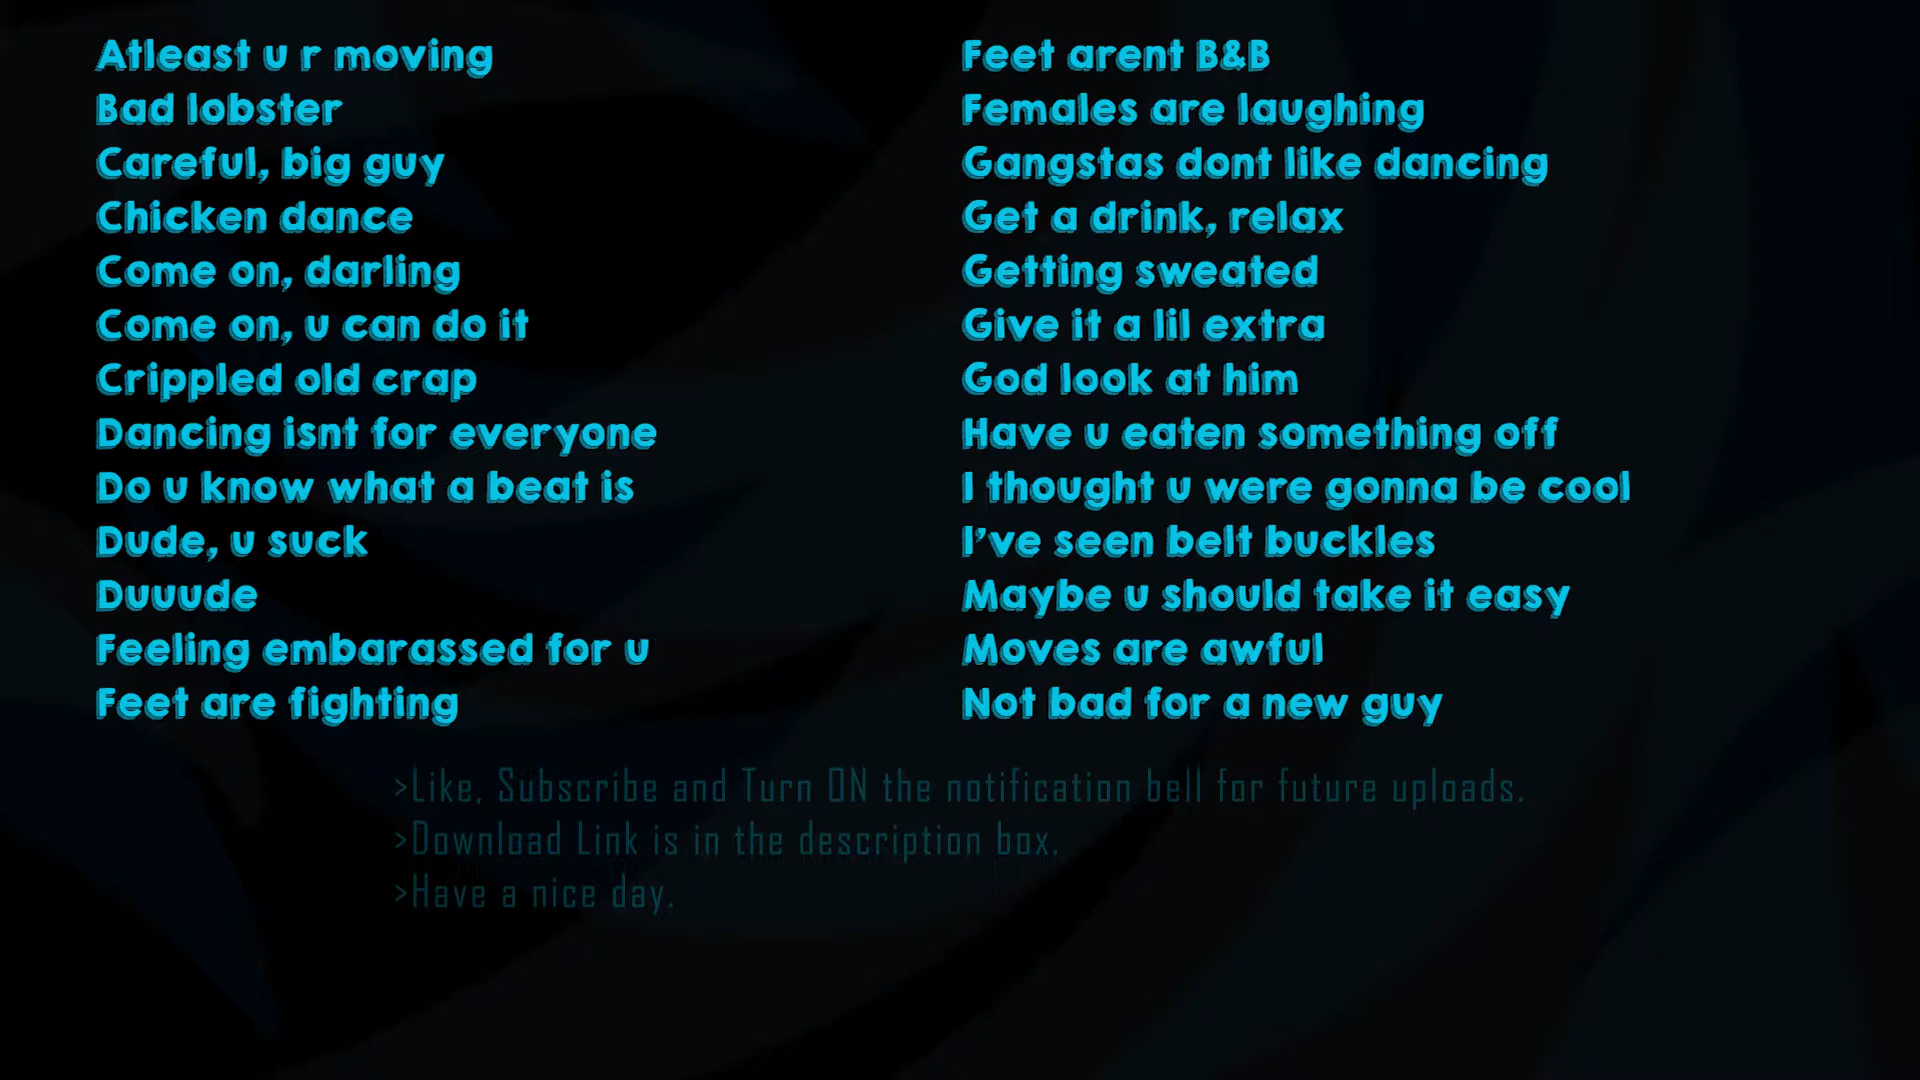 Atleast u r moving
Bad lobster
Careful, big guy
Chicken dance
Come on, darling
Come on, u can do it
Crippled old crap
Dancing isnt for everyone
Do u know what a beat is
Dude, u suck
Duuude
Feeling embarassed for u
Feet are fighting
Feet arent B&B
Females are laughing
Gangstas dont like dancing
Get a drink, relax
Getting sweated
Give it a lil extra
God look at him
Have u eaten something off
I thought u were gonna be cool
I've seen belt buckles
Maybe u should take it easy
Moves are awful
Not bad for a new guy
>Like, Subscribe and Turn ON the notification bell for future uploads.
>Download Link is in the description box.
>Have a nice day.